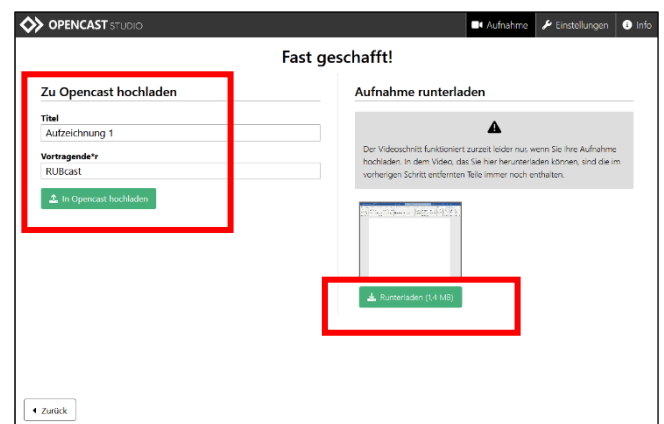 OPENCAST STUDIO
Aufnahme
Einstellungen
Info
Fast geschafft!
Zu Opencast hochladen
Titel
Aufzeichnung 1
Vortragende*r
RUBcast
In Opencast hochladen
Aufnahme runterladen
Der Videoschnitt funktioniert zurzeit leider nur, wenn Sie Ihre Aufnahme
hochladen. In dem Video, das Sie hier herunterladen können, sind die im
vorherigen Schritt entfernten Teile immer noch
enthalten.
Runterladen (1,4 MB)
Zurück